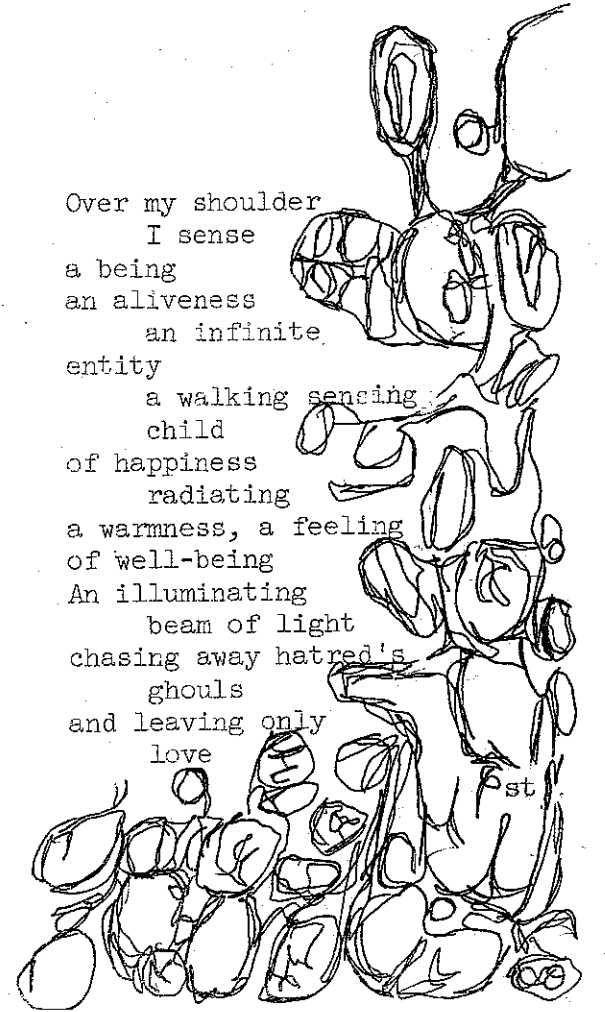 Over my shoulder
I sense
a being
an aliveness
an infinite
entity
a walking sensing
child
of happiness
radiating
a warmness, a feeling
of well-being
An illuminating
beam of light
chasing away hatred's
ghouls
and leaving only
love
st